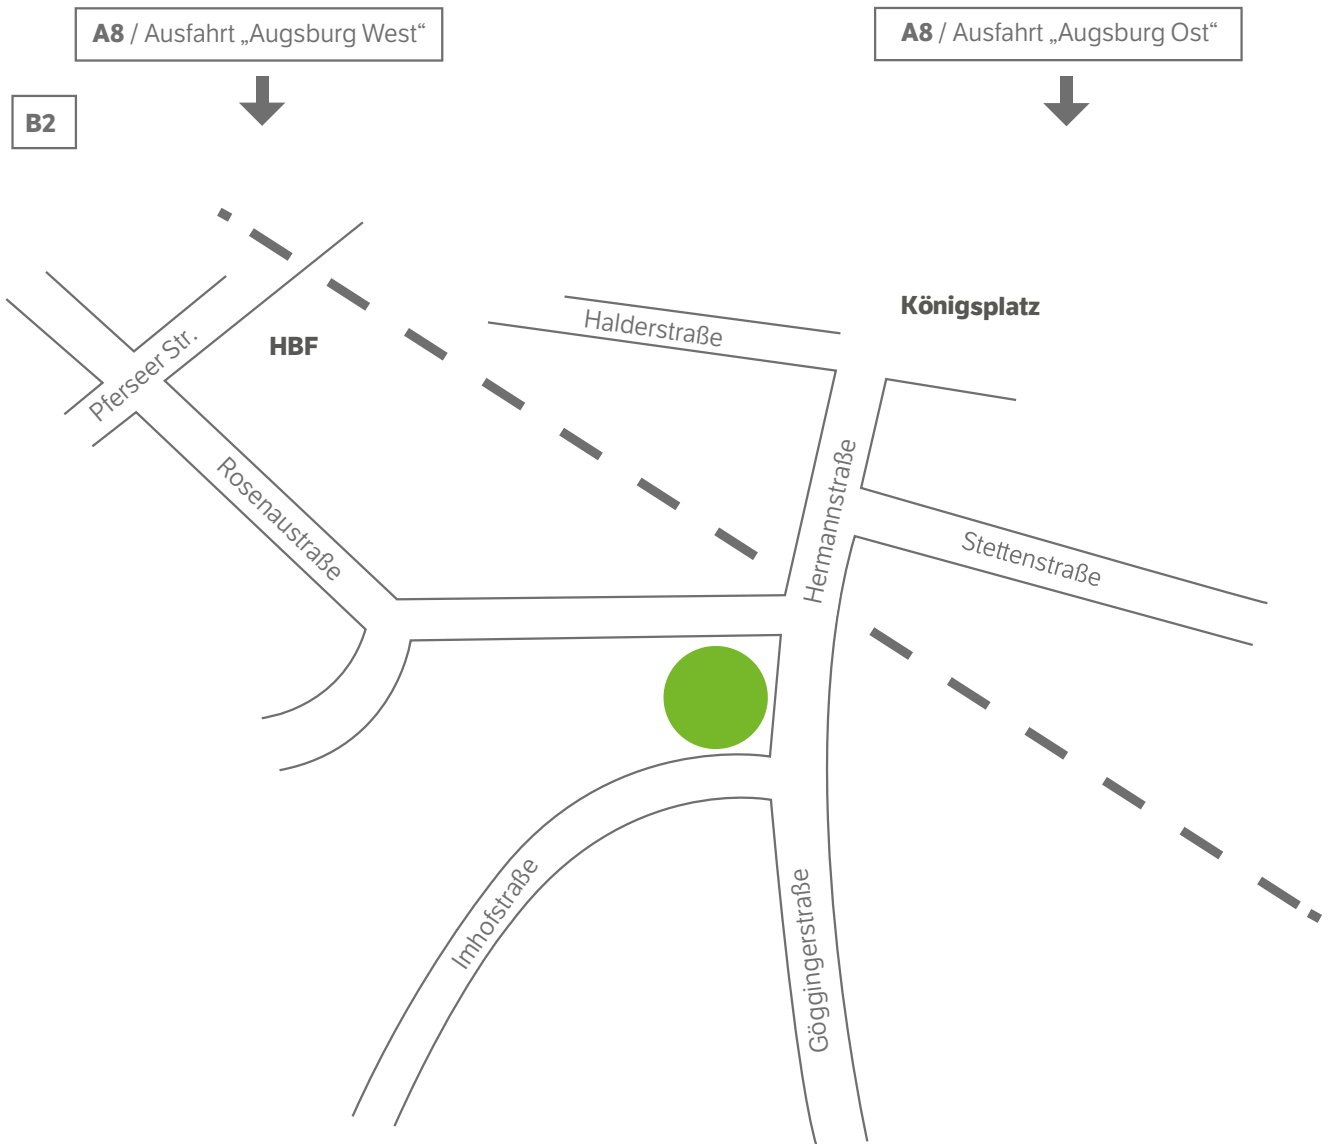 A8 / Ausfahrt „Augsburg West“
A8 / Ausfahrt „Augsburg Ost“
B2
Königsplatz
Halderstraße
HBF
Pferseer Str.
Hermannstraße
Rosenaustraße
Stettenstraße
Imhofstraße
Göggingerstraße